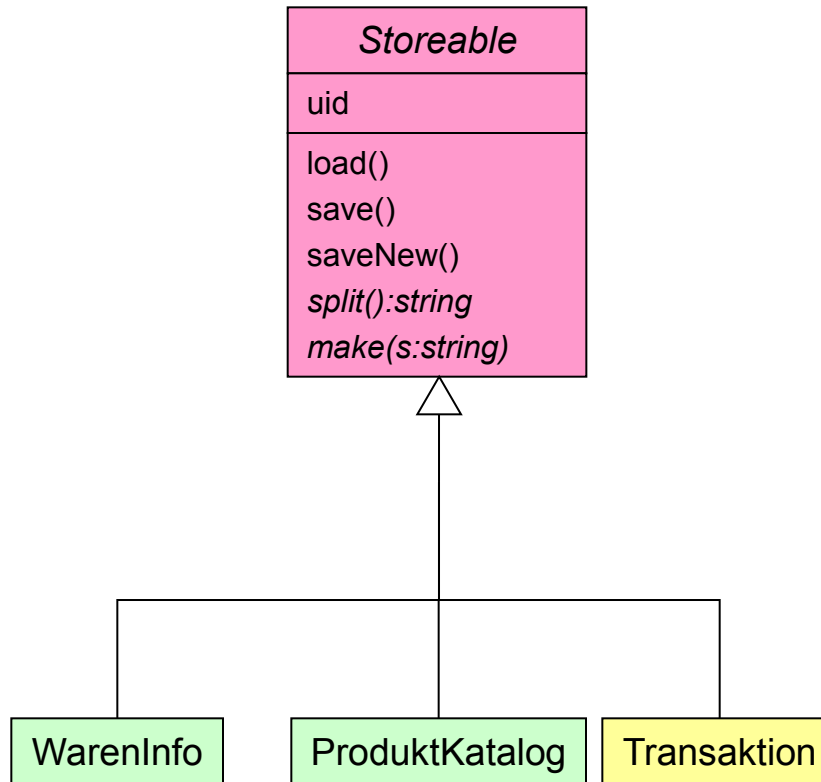 Storeable
uid
load()
save()
saveNew()
split():string
make(s:string)
WarenInfo
ProduktKatalog
Transaktion